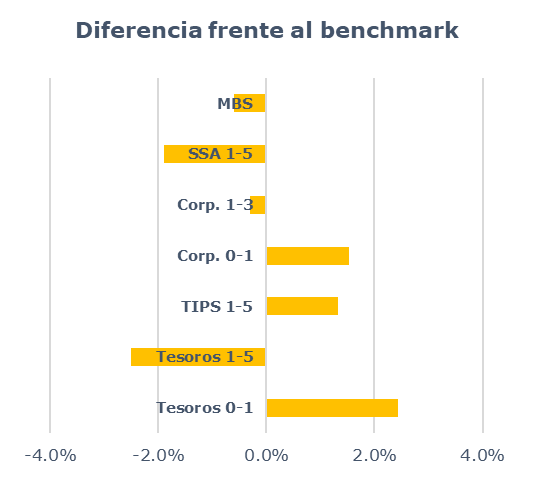 Diferencia frente al benchmark
MBS
SSA 1-5
Corp. 1-3
Corp. 0-1
TIPS 1-5
Tesoros 1-5
Tesoros 0-1
-4.0% -2.0% 0.0% 2.0% 4.0%